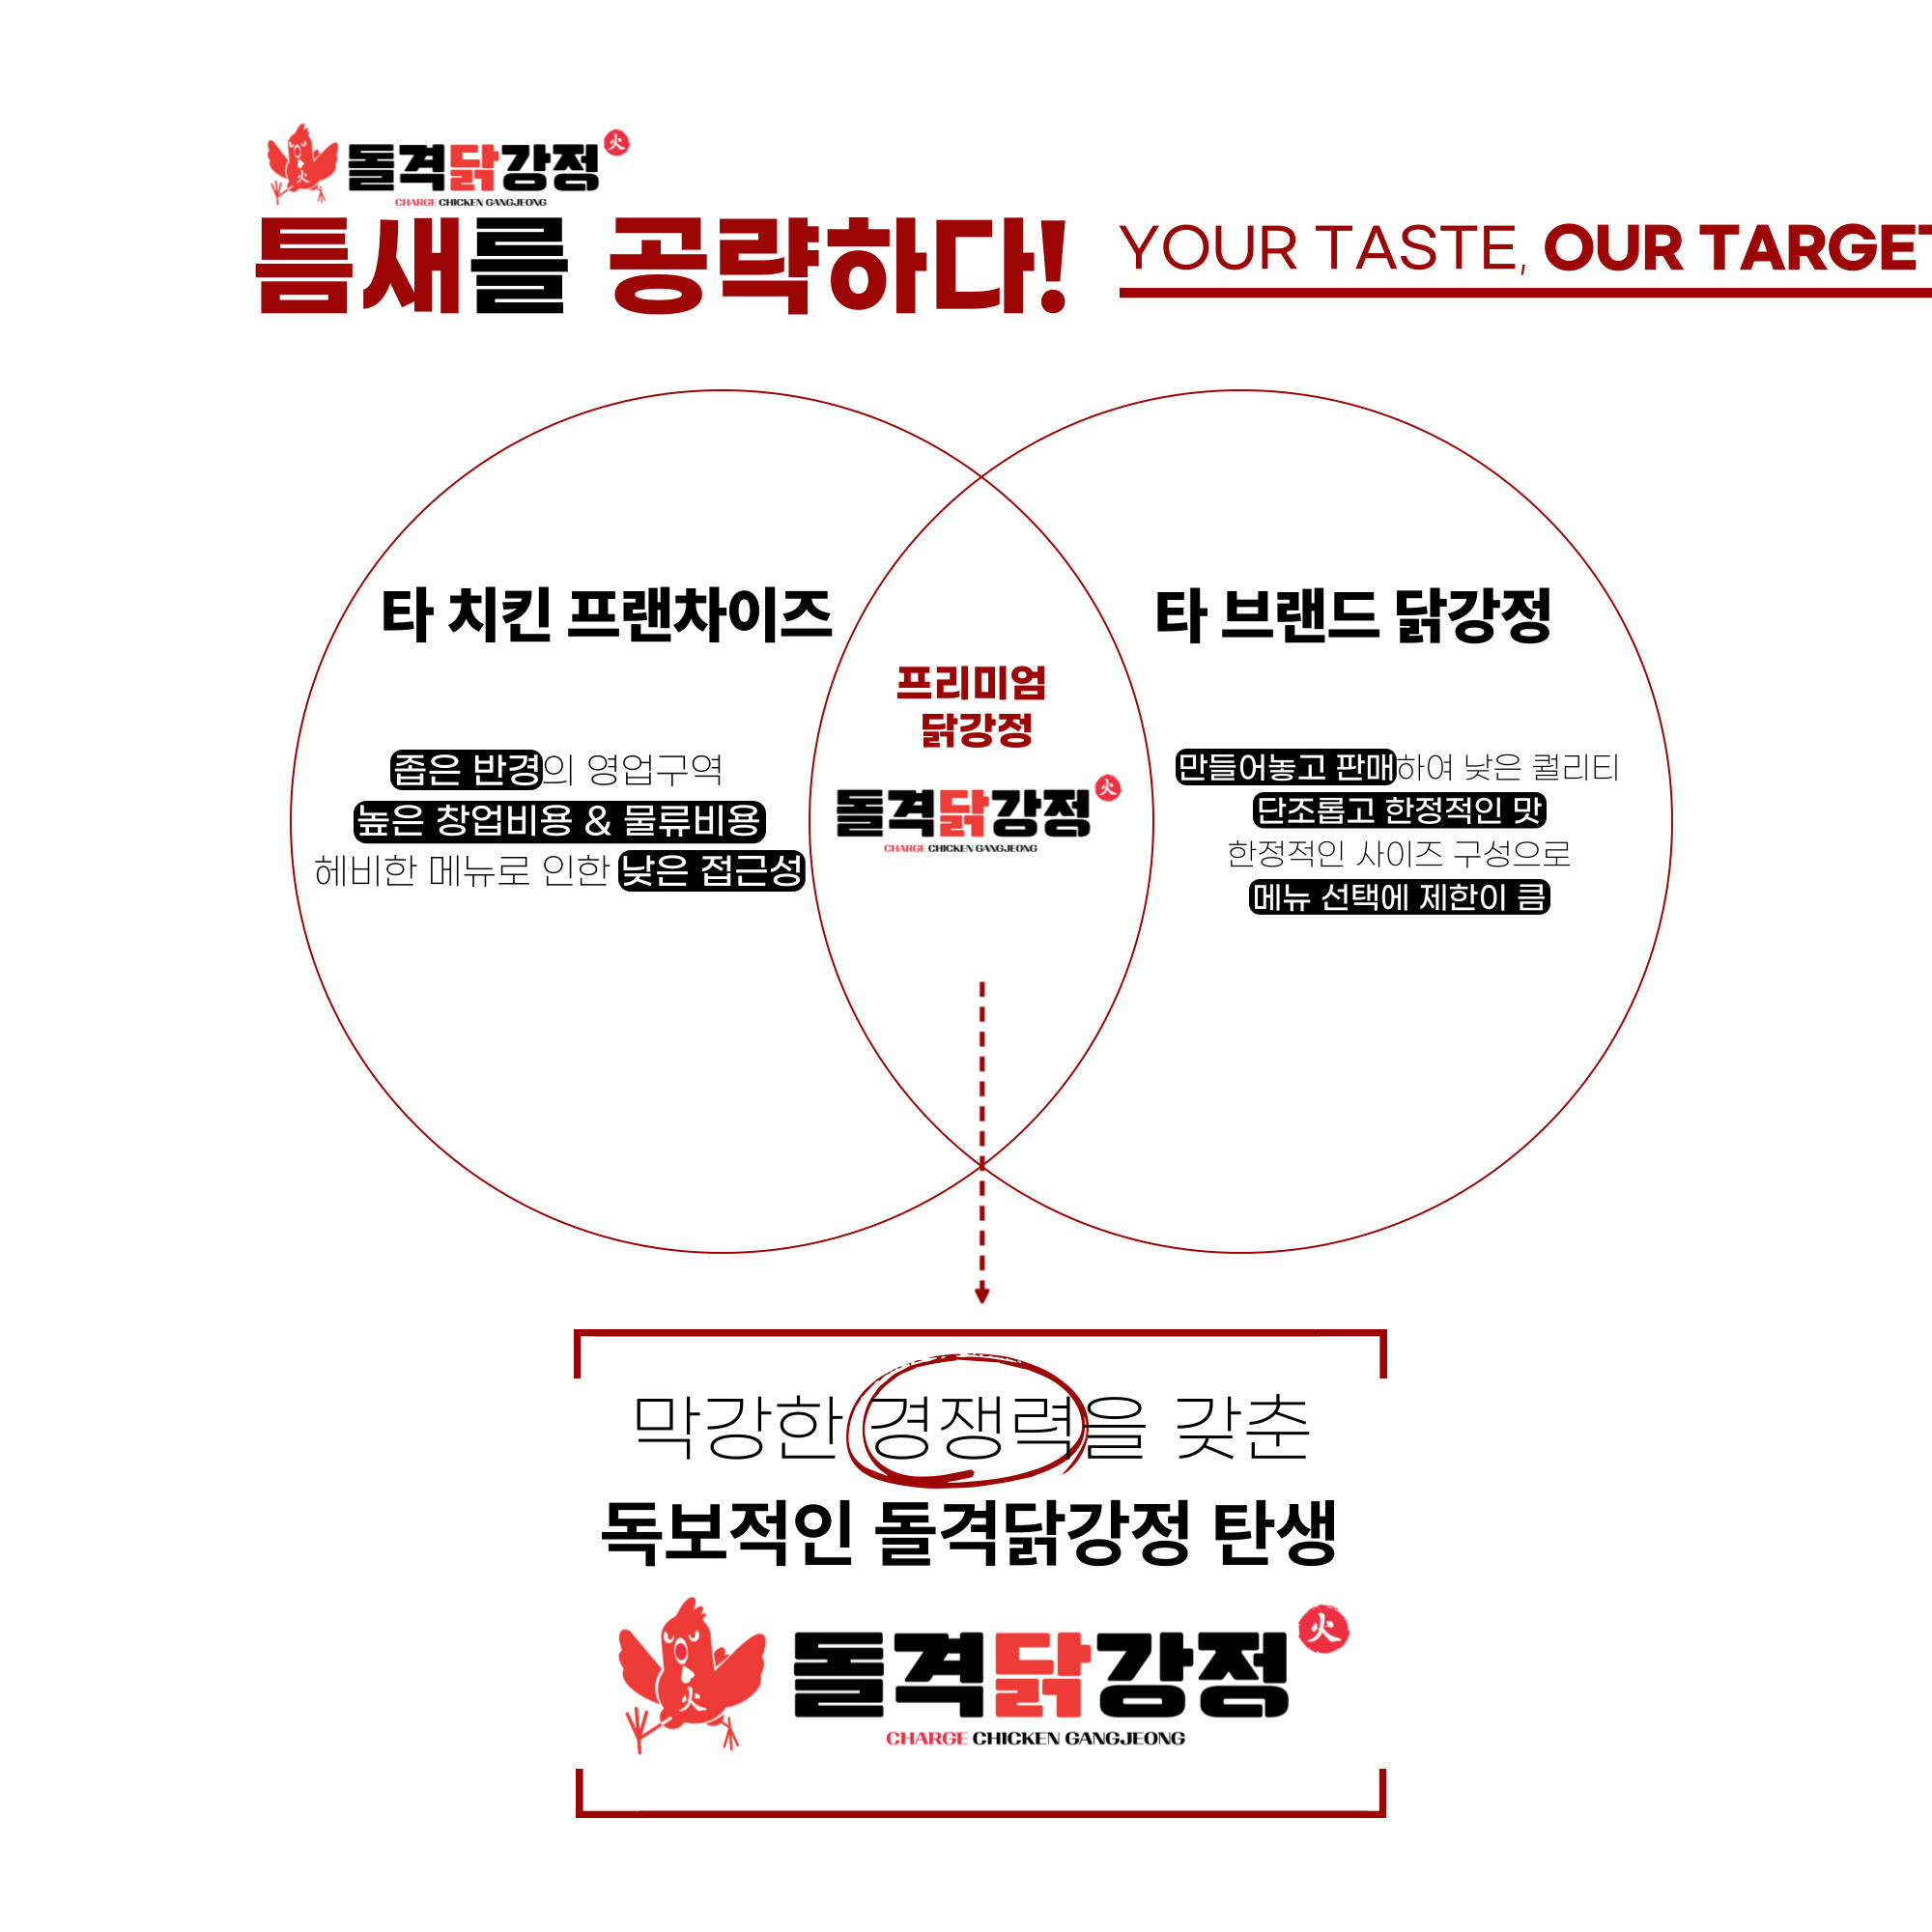 돌격닭강정 火
火
CHARGE CHICKEN GANGJEONG
틈새를 공략하다!
YOUR TASTE, OUR TARGET
타 치킨 프랜차이즈
좁은 반경의 영업구역
높은 창업비용 & 물류비용
헤비한 메뉴로 인한 낮은 접근성
프리미엄
닭강정
돌격닭강정 火
CHARGE CHICKEN GANGJEONG
타 브랜드 닭강정
만들어놓고 판매하여 낮은 퀄리티
단조롭고 한정적인 맛
한정적인 사이즈 구성으로
메뉴 선택에 제한이 큼
막강한 경쟁력을 갖춘
독보적인 돌격닭강정 탄생
돌격닭강정 火
火
CHARGE CHICKEN GANGJEONG